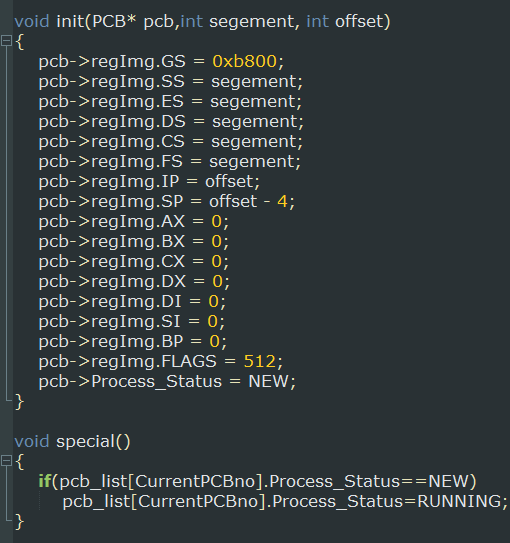 void init(PCB* pcb,int segement, int offset)
{
pcb->regImg.GS = 0xb800;
pcb->regImg.SS = segement;
pcb->regImg.ES = segement;
pcb->regImg.DS = segement;
pcb->regImg.CS = segement;
pcb->regImg.FS = segement;
pcb->regImg.IP = offset;
pcb->regImg.SP = offset - 4;
pcb->regImg.AX = 0;
pcb->regImg.BX = 0;
pcb->regImg.CX = 0;
pcb->regImg.DX = 0;
pcb->regImg.DI = 0;
pcb->regImg.SI = 0;
pcb->regImg.BP = 0;
pcb->regImg.FLAGS = 512;
pcb->Process_Status = NEW;
}
void special()
{
if(pcb_list[CurrentPCBno].Process_Status==NEW)
pcb_list[CurrentPCBno].Process_Status=RUNNING;
}